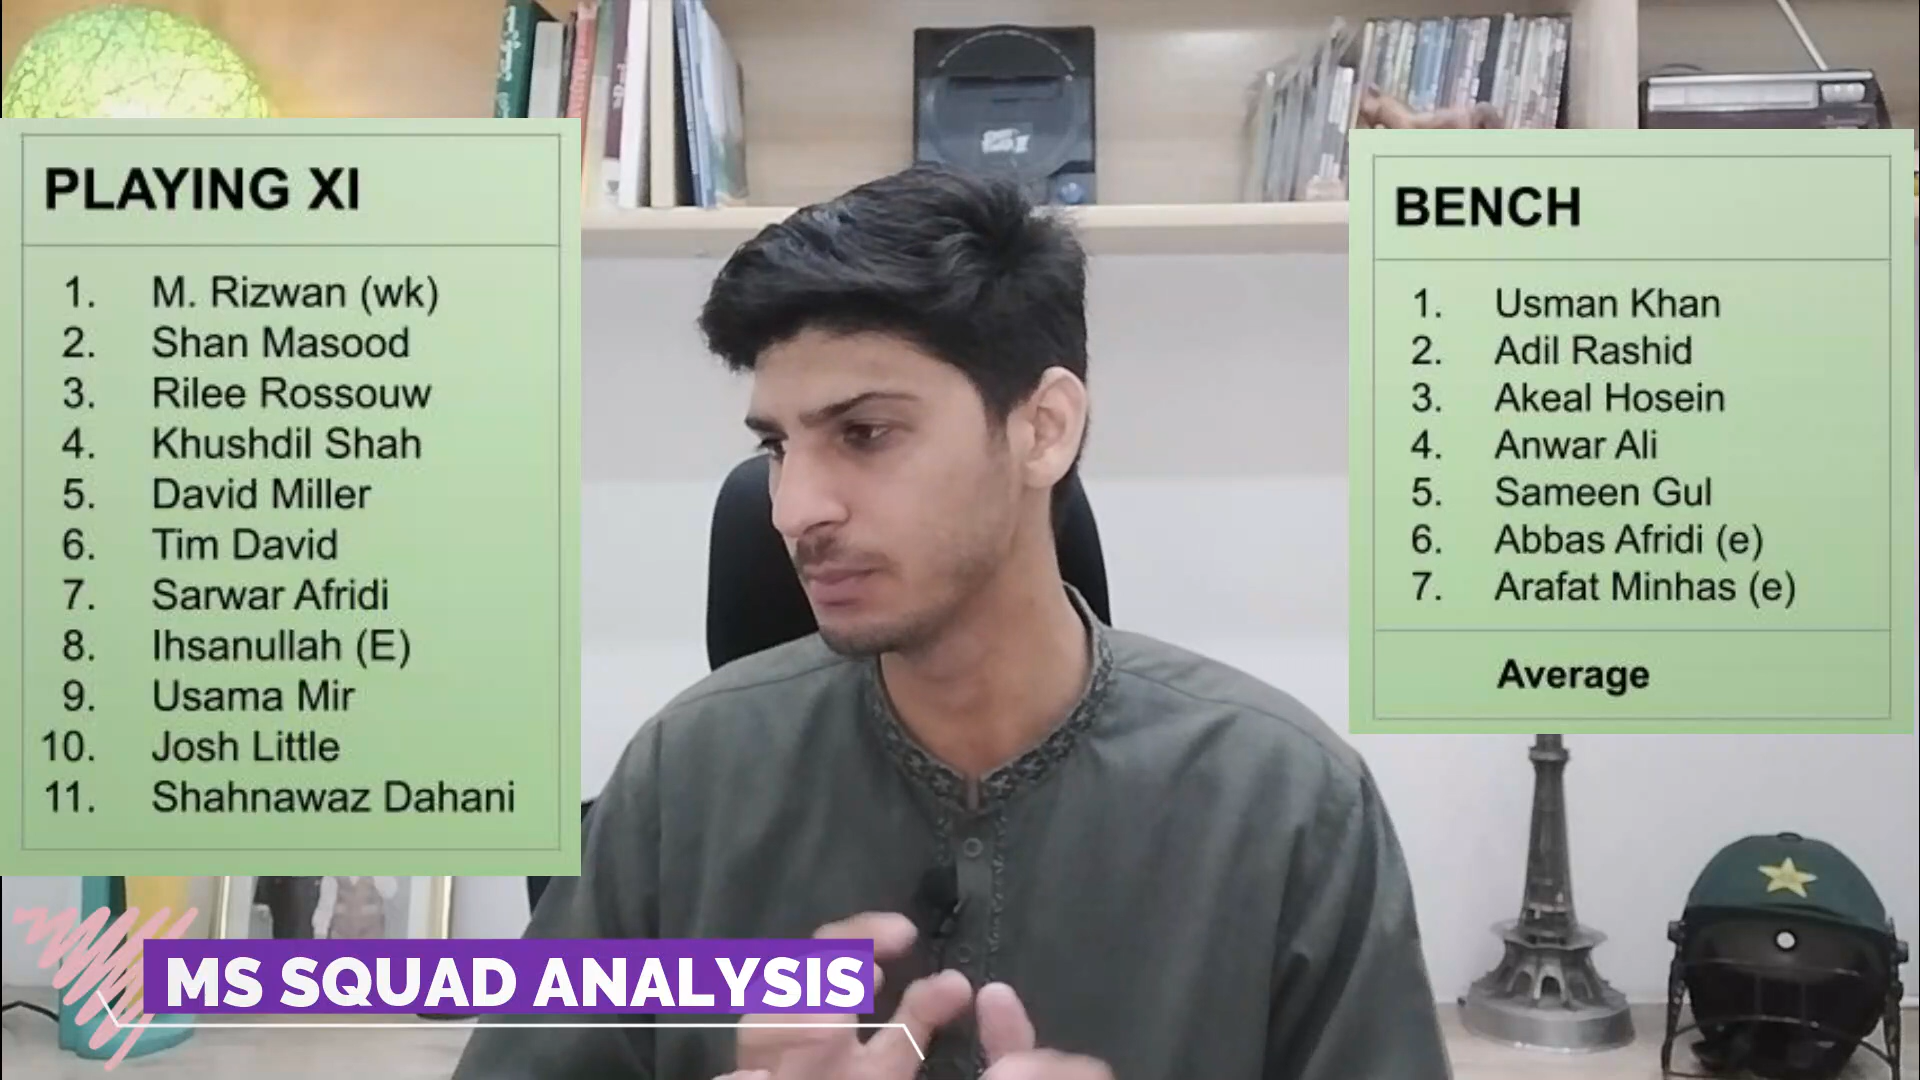 PLAYING XI
1. M. Rizwan (wk)
2. Shan Masood
3. Rilee Rossouw
4. Khushdil Shah
5. David Miller
6. Tim David
7. Sarwar Afridi
8. Ihsanullah (E)
9. Usama Mir
10. Josh Little
11. Shahnawaz Dahani
BENCH
1. Usman Khan
2. Adil Rashid
3. Akeal Hosein
4. Anwar Ali
5. Sameen Gul
6. Abbas Afridi (e)
7. Arafat Minhas (e)
Average
MS SQUAD ANALYSIS